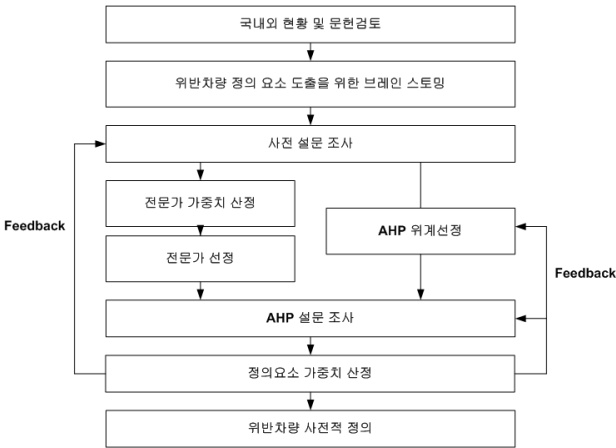 국내외 현황 및 문헌검토
위반차량 정의 요소 도출을 위한 브레인 스토밍
사전 설문 조사
전문가 가중치 산정
AHP 위계선정
Feedback
전문가 선정
Feedback
AHP 설문 조사
정의요소 가중치 산정
위반차량 사전적 정의